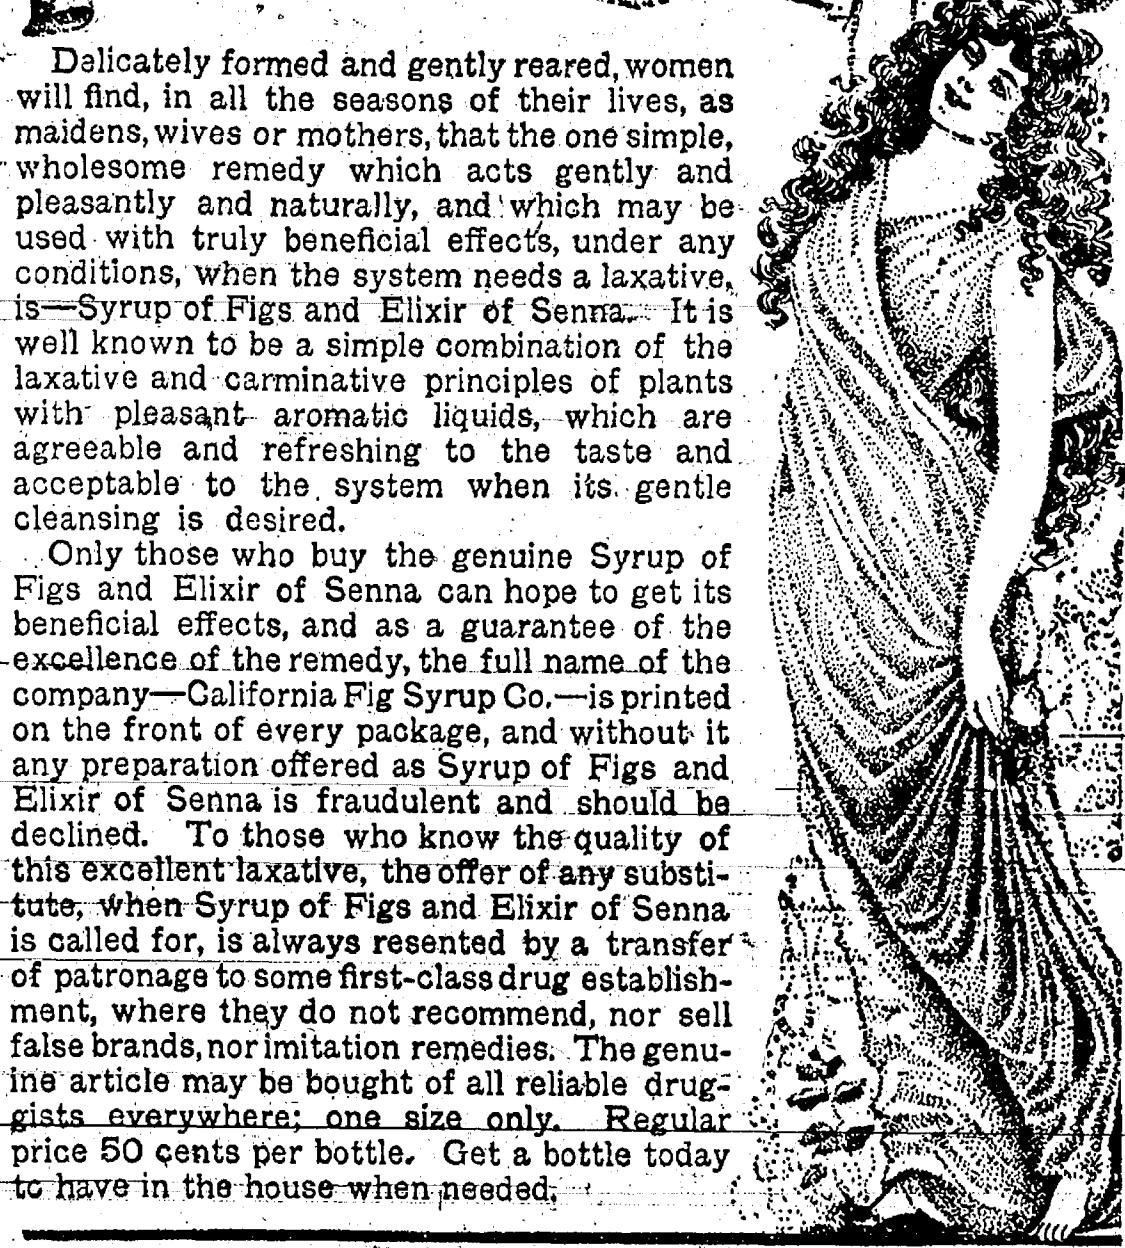 Delicately formed and gently reared, women
will find, in all the seasons of their lives, as
maidens, wives or mothers, that the one simple,
wholesome remedy which acts gently and
pleasantly and naturally, and which may be
used with truly beneficial effects, under any
conditions, when the system needs a laxative,
is—Syrup of Figs and Elixir of Senna. It is
well known to be a simple combination of the
laxative and carminative principles of plants
with pleasant aromatic liquids, which are
agreeable and refreshing to the taste and
acceptable to the system when its gentle
cleansing is desired.
Only those who buy the genuine Syrup of
Figs and Elixir of Senna can hope to get its
beneficial effects, and as a guarantee of the
excellence of the remedy, the full name of the
company—California Fig Syrup Co.—is printed
on the front of every package, and without it
any preparation offered as Syrup of Figs and
Elixir of Senna is fraudulent and should be
declined. To those who know the quality of
this excellent laxative, the offer of any substi-
tute, when Syrup of Figs and Elixir of Senna
is called for, is always resented by a transfer
of patronage to some first-class drug establish-
ment, where they do not recommend, nor sell
false brands, nor imitation remedies. The genu-
ine article may be bought of all reliable drug-
gists everywhere; one size only. Regular
price 50 cents per bottle. Get a bottle today
to have in the house when needed.